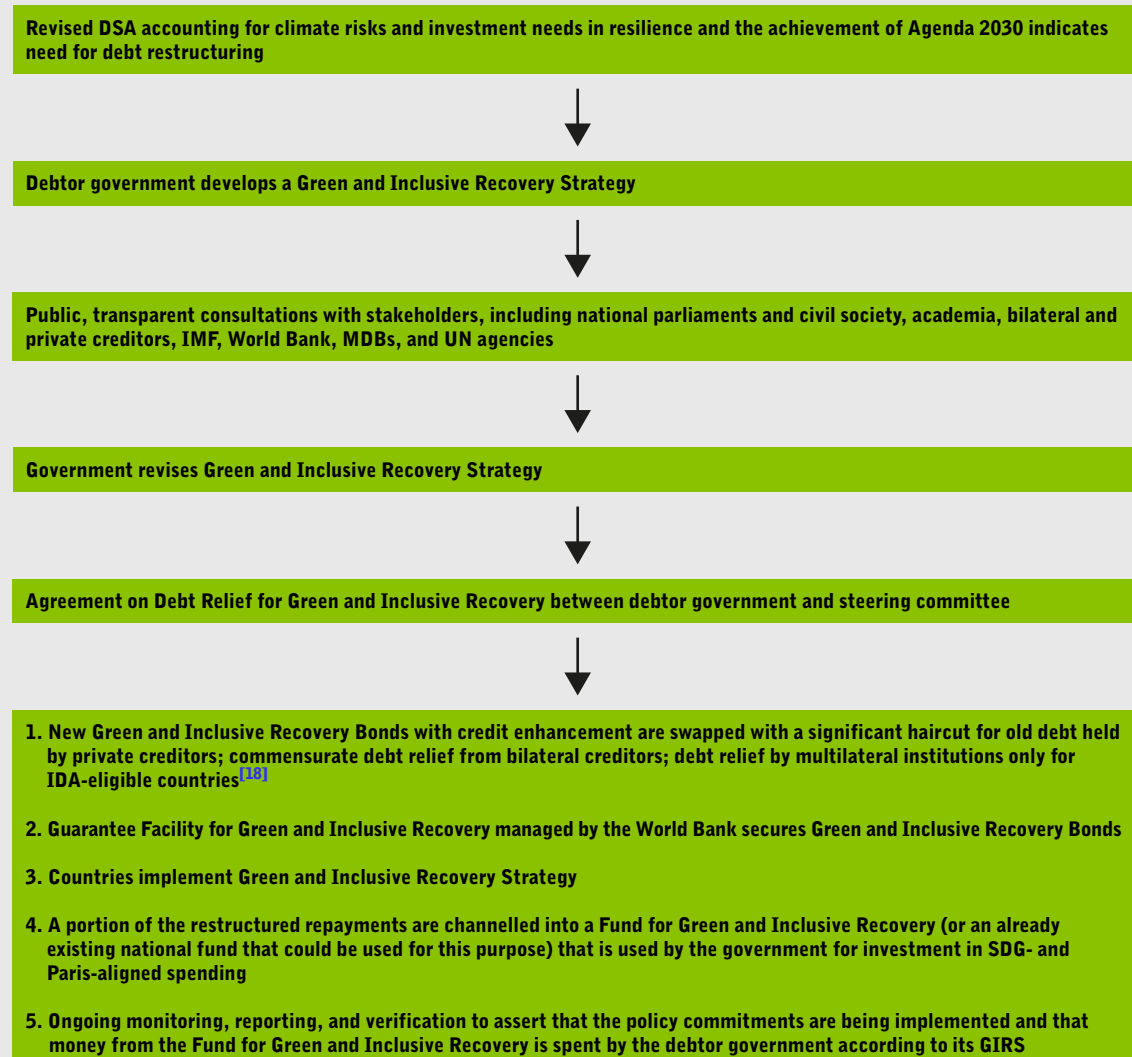 Revised DSA accounting for climate risks and investment needs in resilience and the achievement of Agenda 2030 indicates
need for debt restructuring
Debtor government develops a Green and Inclusive Recovery Strategy
Public, transparent consultations with stakeholders, including national parliaments and civil society, academia, bilateral and
private creditors, IMF, World Bank, MDBs, and UN agencies
Government revises Green and Inclusive Recovery Strategy
Agreement on Debt Relief for Green and Inclusive Recovery between debtor government and steering committee
1. New Green and Inclusive Recovery Bonds with credit enhancement are swapped with a significant haircut for old debt held
by private creditors; commensurate debt relief from bilateral creditors; debt relief by multilateral institutions only for
IDA-eligible countries[18]
2. Guarantee Facility for Green and Inclusive Recovery managed by the World Bank secures Green and Inclusive Recovery Bonds
3. Countries implement Green and Inclusive Recovery Strategy
4. A portion of the restructured repayments are channelled into a Fund for Green and Inclusive Recovery (or an already
existing national fund that could be used for this purpose) that is used by the government for investment in SDG- and
Paris-aligned spending
5. Ongoing monitoring, reporting, and verification to assert that the policy commitments are being implemented and that
money from the Fund for Green and Inclusive Recovery is spent by the debtor government according to its GIRS